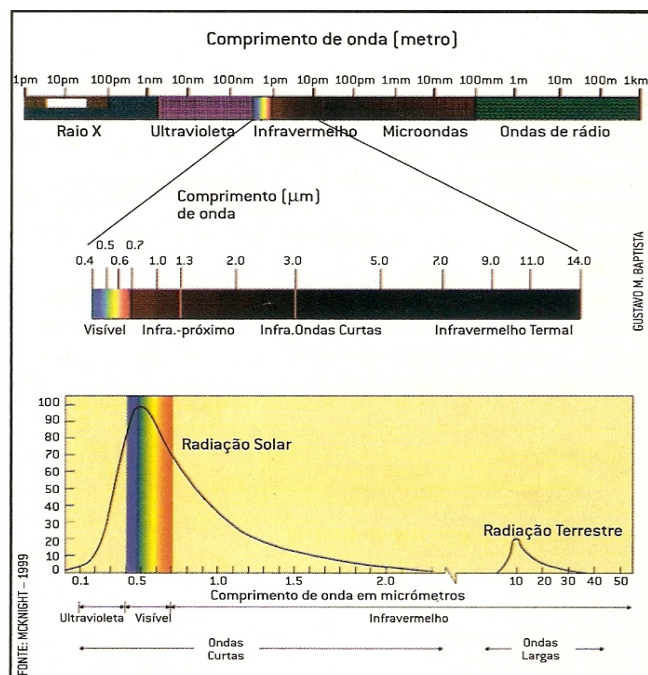 Comprimento de onda (metro)
1pm 10pm 100pm 1nm 10nm 100nm 1pm 10pm 100pm 1mm 10mm 100mm 1m 10m 100m 1km
Raio X Ultravioleta Infravermelho Microondas Ondas de rádio
Comprimento (μm)
de onda
0.4 0.5 0.6 0.7 1.0 1.3 2.0 3.0 5.0 7.0 9.0 11.0 14.0
Visível Infra.-próximo Infra.Ondas Curtas Infravermelho Termal
GUSTAVO M. BAPTISTA
100
90
80
70
60
50
40
30
20
10
0
Radiação Solar
Radiação Terrestre
0.1 0.5 1.0 1.5 2.0 10 20 30 40 50
Comprimento de onda em micrómetros
Ultravioleta Visível Infravermelho
Ondas
Curtas
Ondas
Largas
FONTE: MCKNIGHT - 1999